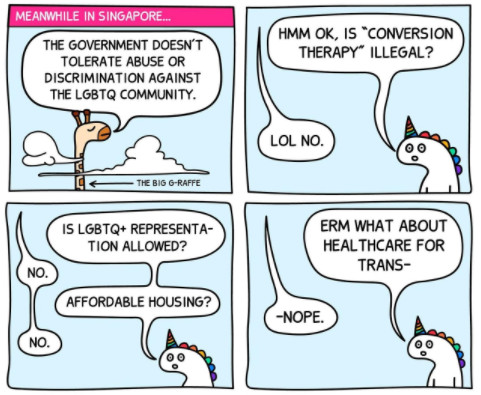 MEANWHILE IN SINGAPORE...
THE GOVERNMENT DOESN'T
TOLERATE ABUSE OR
DISCRIMINATION AGAINST
THE LGBTQ COMMUNITY.
THE BIG G-RAFFE
HMM OK, IS "CONVERSION
THERAPY" ILLEGAL?
LOL NO.
IS LGBTQ+ REPRESENTA-
TION ALLOWED?
NO.
AFFORDABLE HOUSING?
NO.
ERM WHAT ABOUT
HEALTHCARE FOR
TRANS-
-NOPE.